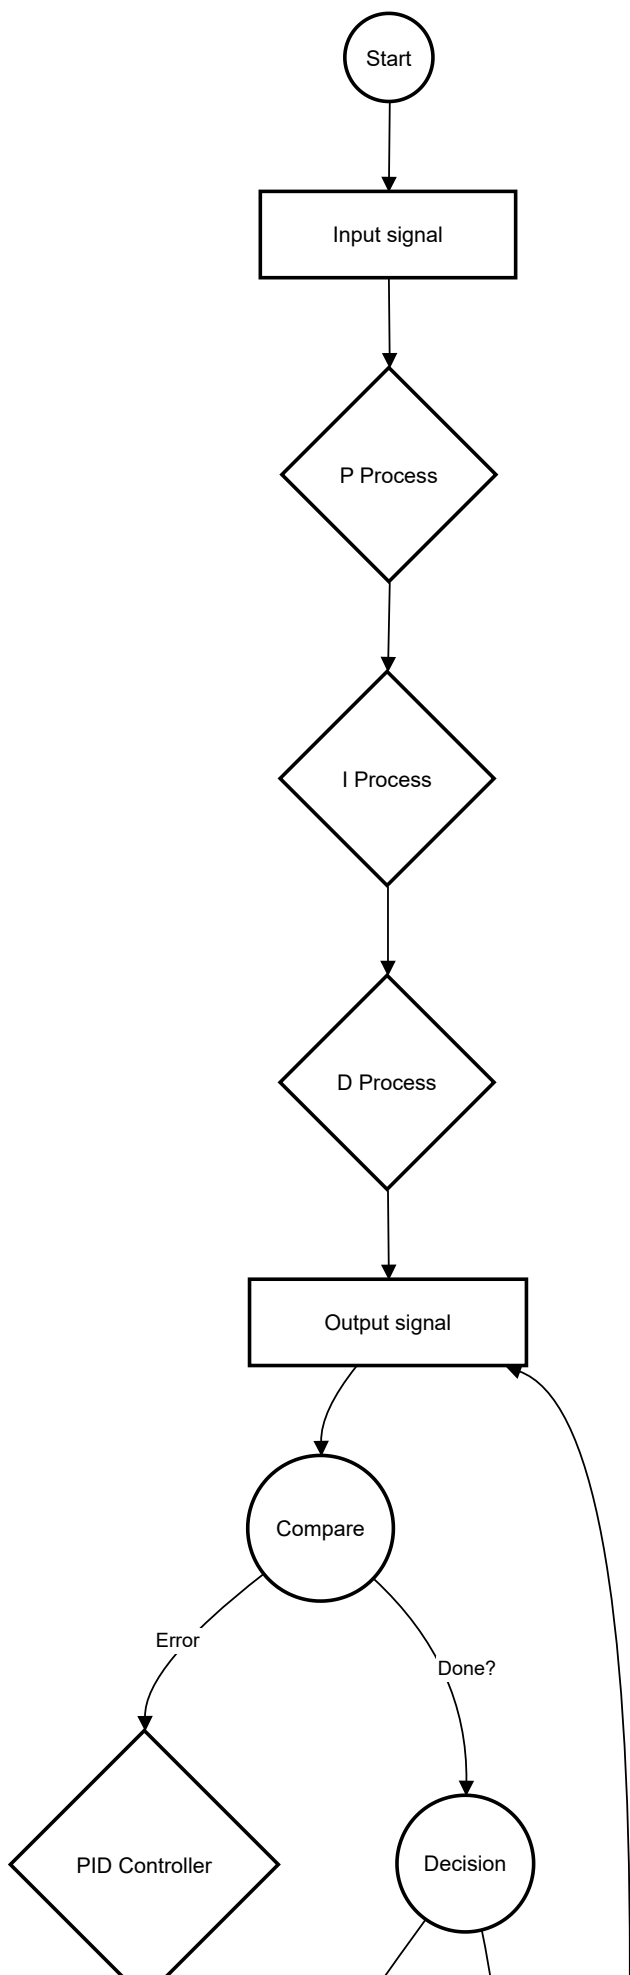 Start
Input signal
P Process
I Process
D Process
Output signal
Compare
Error
Done?
PID Controller
Decision